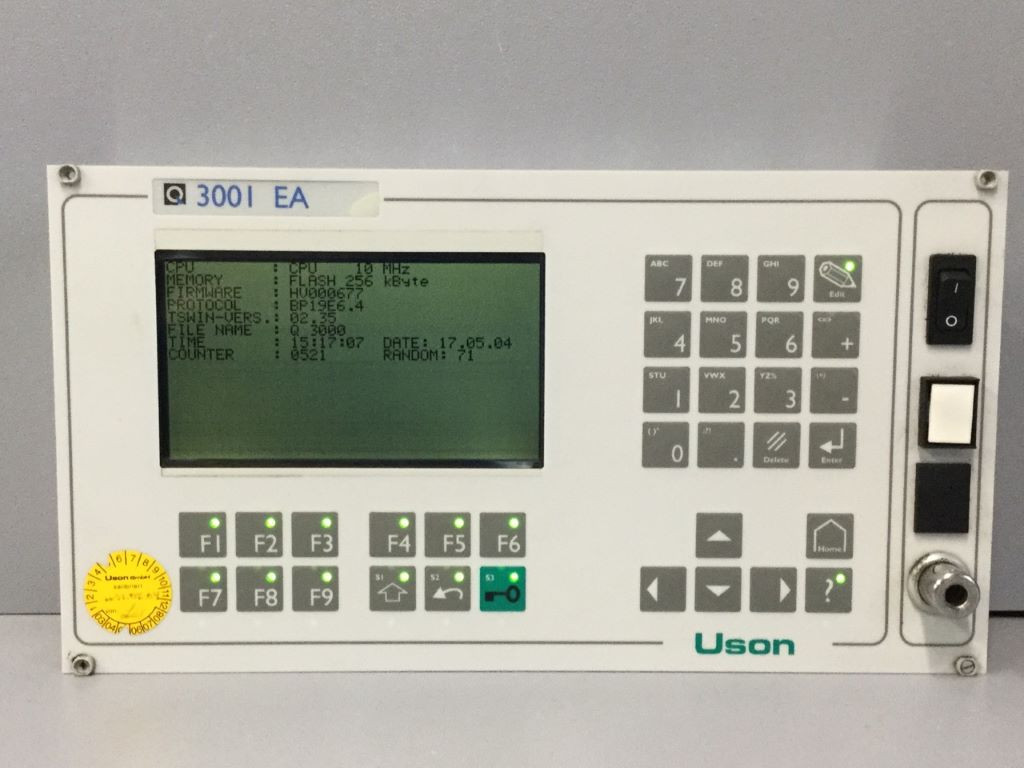 Q 3001 EA
CPU : CPU 10 MHz
MEMORY : FLASH 256 kByte
FIRMWARE : HV000677
PROTOCOL : BP19E6.4
TSWIN-VERS.: 02.35
FILE NAME : Q_3000
TIME : 15:17:07 DATE: 17.05.04
COUNTER : 0521 RANDOM: 71
ABC 7 DEF 8 GHI 9 Edit
JKL 4 MNO 5 PQR 6 <=> +
STU 1 VWX 2 YZ% 3 -
0 . Delete Enter
F1 F2 F3 F4 F5 F6 Home
F7 F8 F9 S1 S2 S3 ?
Uson GmbH
kalibriert
Uson
I
O